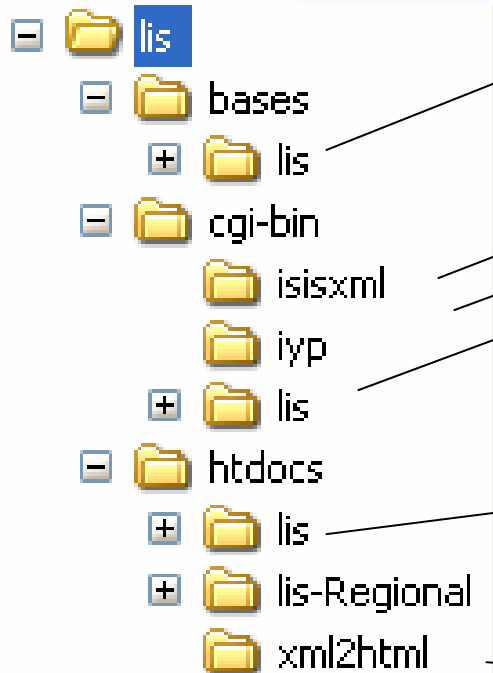 lis
bases
lis
cgi-bin
isisxml
iyp
lis
htdocs
lis
lis-Regional
xml2html